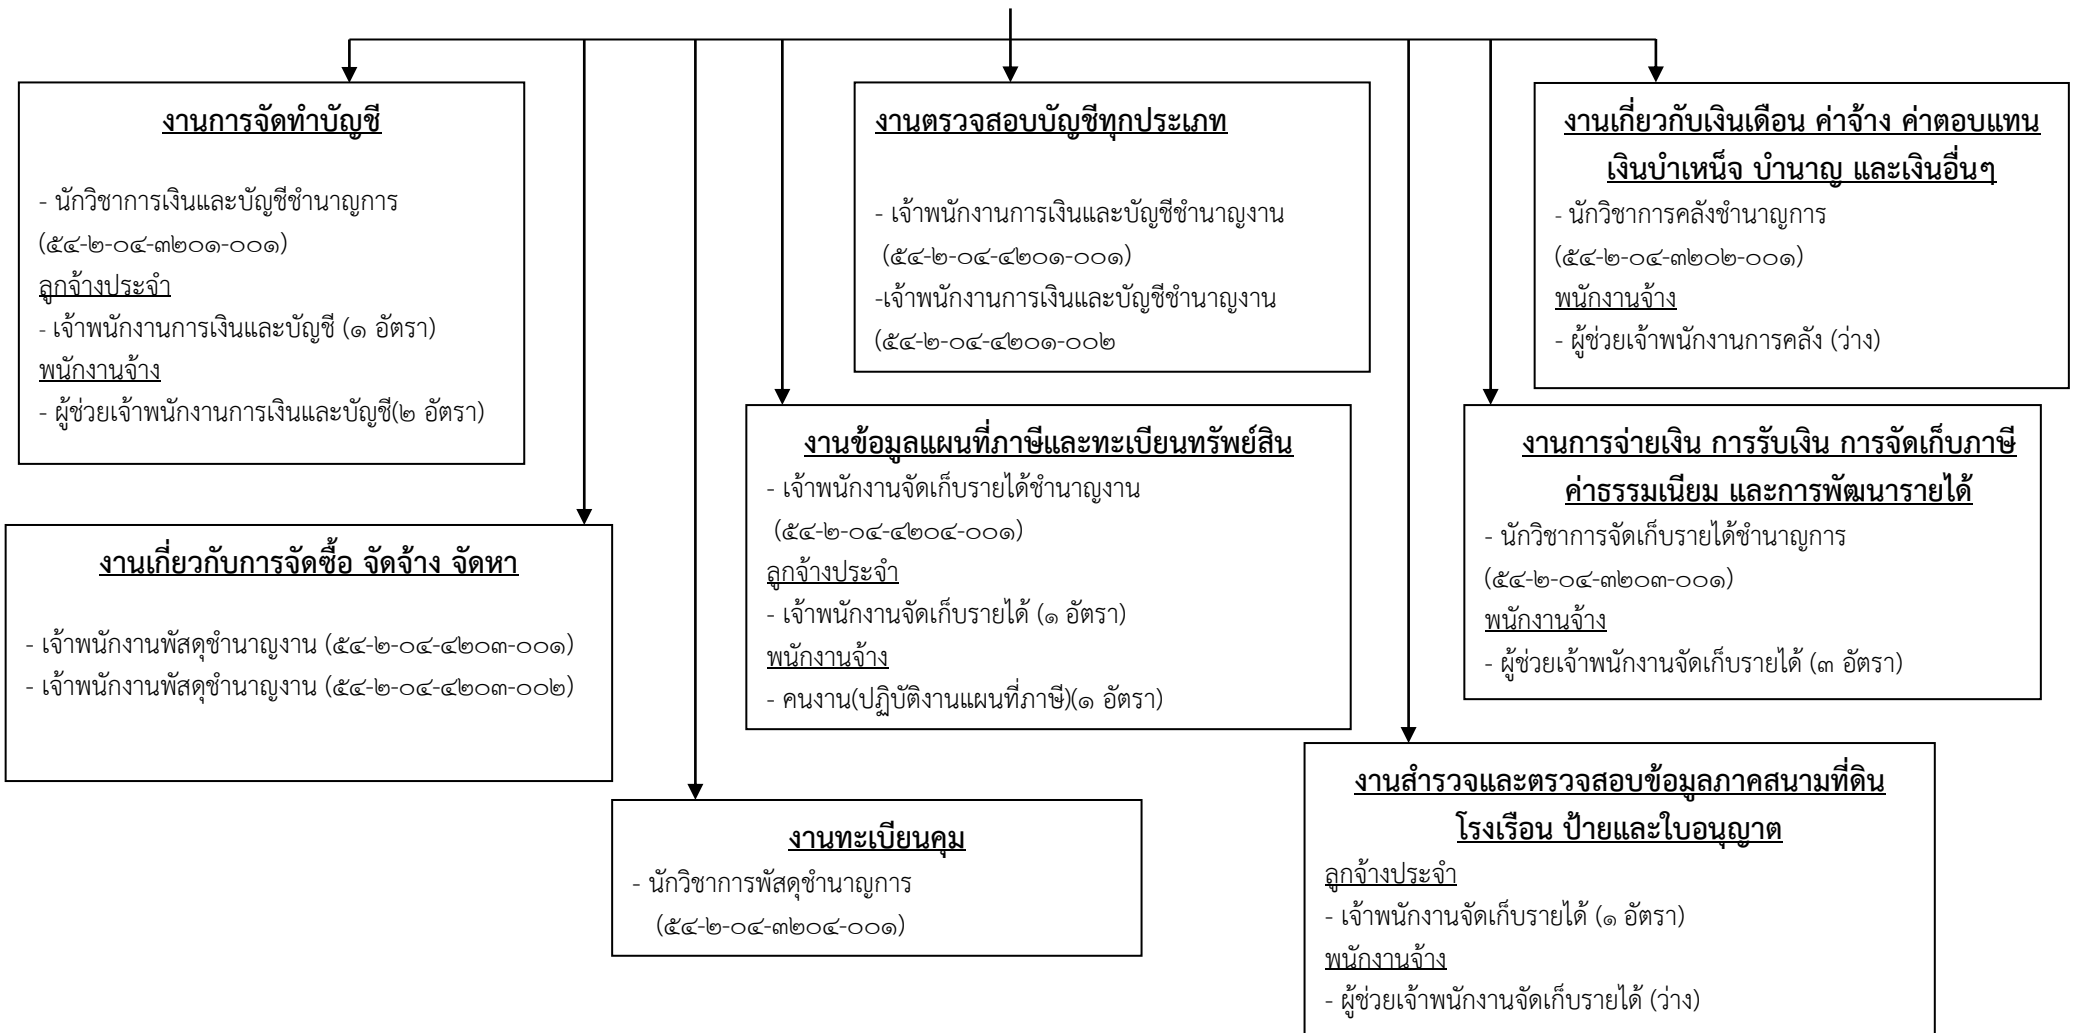 งานการจัดทำบัญชี
- นักวิชาการเงินและบัญชีชำนาญการ
(๕๔-๒-๐๔-๓๒๐๑-๐๐๑)
ลูกจ้างประจำ
- เจ้าพนักงานการเงินและบัญชี (๑ อัตรา)
พนักงานจ้าง
- ผู้ช่วยเจ้าพนักงานการเงินและบัญชี(๒ อัตรา)
งานตรวจสอบบัญชีทุกประเภท
- เจ้าพนักงานการเงินและบัญชีชำนาญงาน
(๕๔-๒-๐๔-๔๒๐๑-๐๐๑)
-เจ้าพนักงานการเงินและบัญชีชำนาญงาน
(๕๔-๒-๐๔-๔๒๐๑-๐๐๒
งานเกี่ยวกับเงินเดือน ค่าจ้าง ค่าตอบแทน
เงินบำเหน็จ บำนาญ และเงินอื่นๆ
- นักวิชาการคลังชำนาญการ
(๕๔-๒-๐๔-๓๒๐๒-๐๐๑)
พนักงานจ้าง
- ผู้ช่วยเจ้าพนักงานการคลัง (ว่าง)
งานข้อมูลแผนที่ภาษีและทะเบียนทรัพย์สิน
- เจ้าพนักงานจัดเก็บรายได้ชำนาญงาน
(๕๔-๒-๐๔-๔๒๐๔-๐๐๑)
ลูกจ้างประจำ
- เจ้าพนักงานจัดเก็บรายได้ (๑ อัตรา)
พนักงานจ้าง
- คนงาน(ปฏิบัติงานแผนที่ภาษี)(๑ อัตรา)
งานการจ่ายเงิน การรับเงิน การจัดเก็บภาษี
ค่าธรรมเนียม และการพัฒนารายได้
- นักวิชาการจัดเก็บรายได้ชำนาญการ
(๕๔-๒-๐๔-๓๒๐๓-๐๐๑)
พนักงานจ้าง
- ผู้ช่วยเจ้าพนักงานจัดเก็บรายได้ (๓ อัตรา)
งานเกี่ยวกับการจัดซื้อ จัดจ้าง จัดหา
- เจ้าพนักงานพัสดุชำนาญงาน (๕๔-๒-๐๔-๔๒๐๓-๐๐๑)
- เจ้าพนักงานพัสดุชำนาญงาน (๕๔-๒-๐๔-๔๒๐๓-๐๐๒)
งานทะเบียนคุม
- นักวิชาการพัสดุชำนาญการ
(๕๔-๒-๐๔-๓๒๐๔-๐๐๑)
งานสำรวจและตรวจสอบข้อมูลภาคสนามที่ดิน
โรงเรือน ป้ายและใบอนุญาต
ลูกจ้างประจำ
- เจ้าพนักงานจัดเก็บรายได้ (๑ อัตรา)
พนักงานจ้าง
- ผู้ช่วยเจ้าพนักงานจัดเก็บรายได้ (ว่าง)